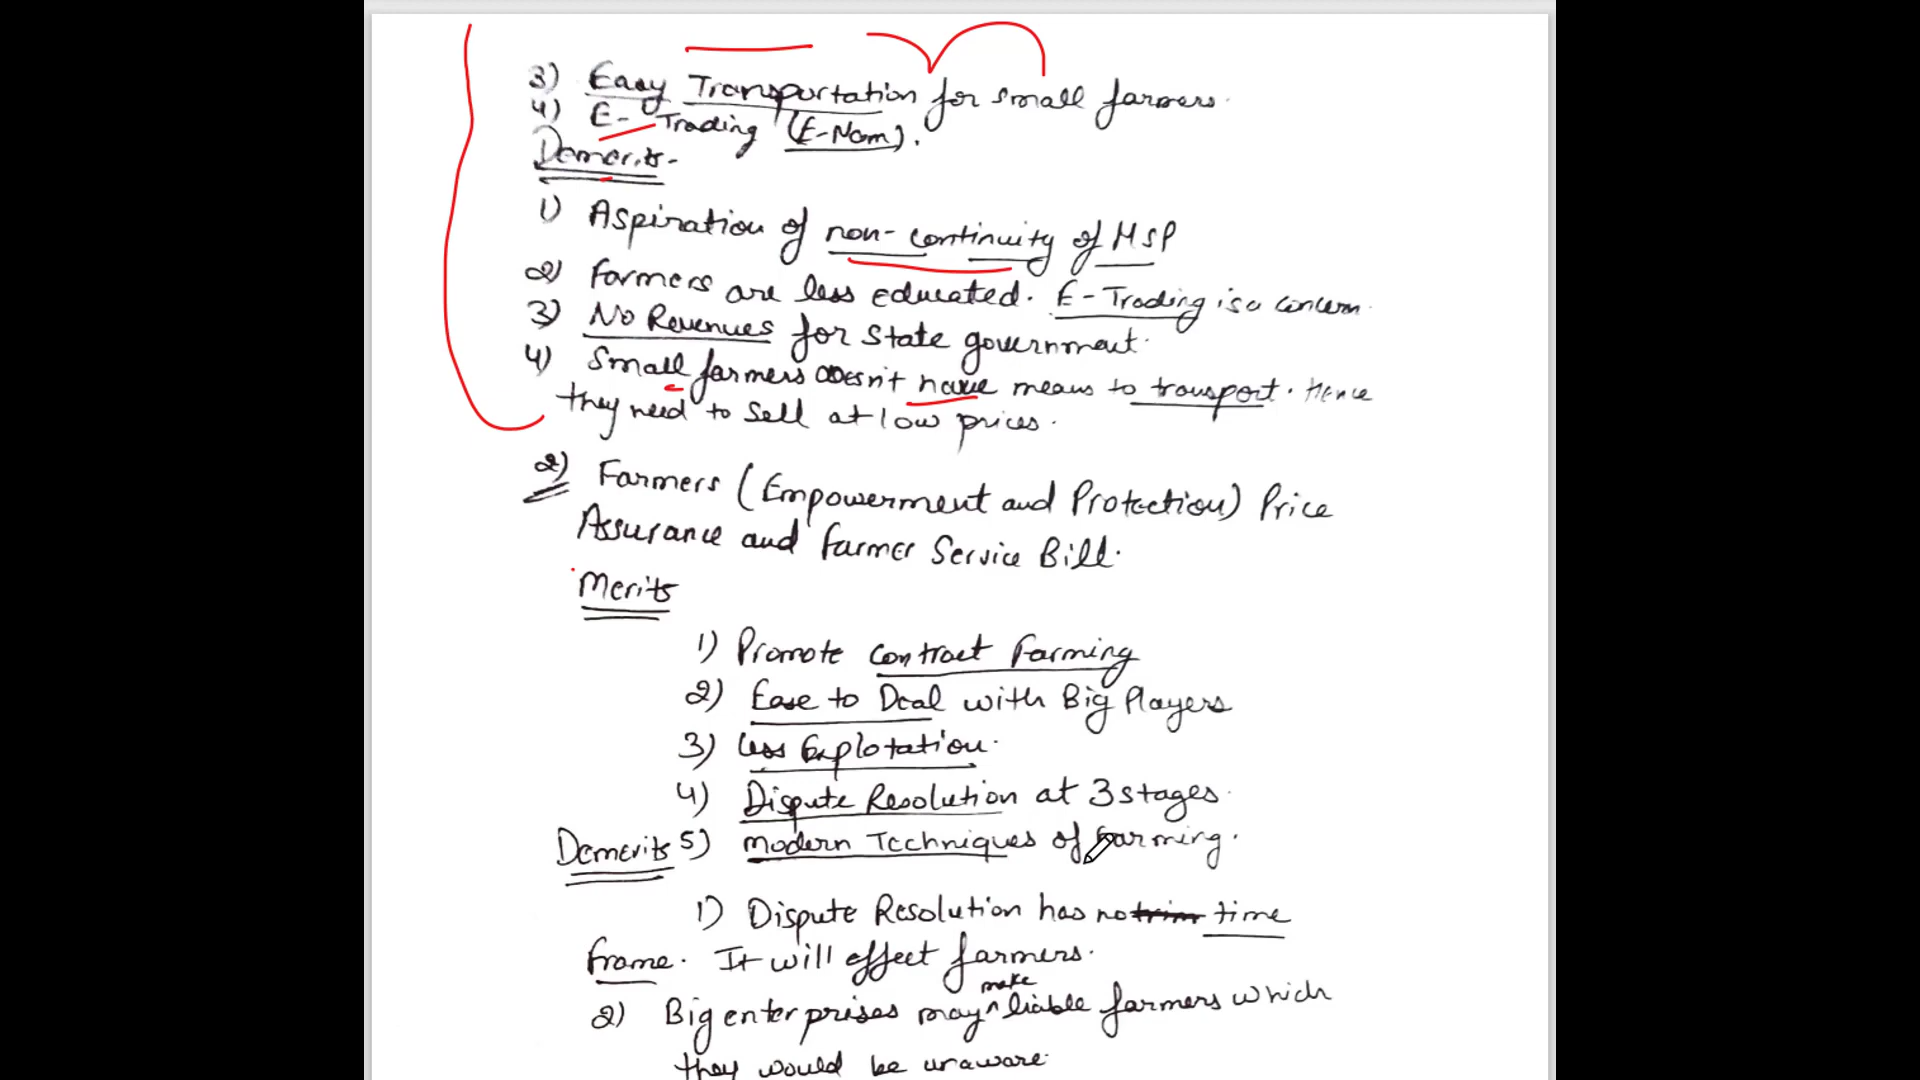 3) Easy Transportation for small farmers.
4) E- Trading (E-Nam).
Demerits-
1) Aspiration of non-continuity of MSP
2) Farmers are less educated. E-Trading is a concern.
3) No Revenues for State government.
4) Small farmers doesn't have means to transport. Hence
they need to sell at low prices.
2) Farmers (Empowerment and Protection) Price
Assurance and Farmer Service Bill.
Merits
1) Promote Contract Farming
2) Ease to Deal with Big Players
3) Less Explotation.
4) Dispute Resolution at 3 stages.
Demerits 5) Modern Techniques of farming.
1) Dispute Resolution has no time
frame. It will effect farmers.
2) Big enterprises may make liable farmers which
they would be unaware.